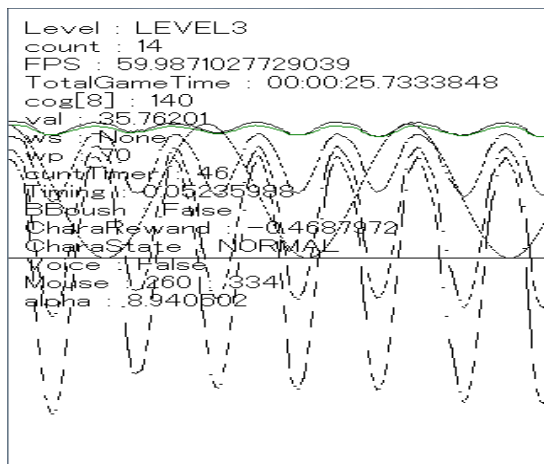 Level : LEVEL3
count : 14
FPS : 59.9871027729039
TotalGameTime : 00:00:25.7333848
cog[8] : 140
val : 35.76201
ws : None
wp : 70
cuntTimer : 46
Timing : -0.05235988
BBpush : False
CharaRewand : -0.4687972
CharaState : NORMAL
Voice : False
Mouse : 260 : 334
alpha : 8.940502